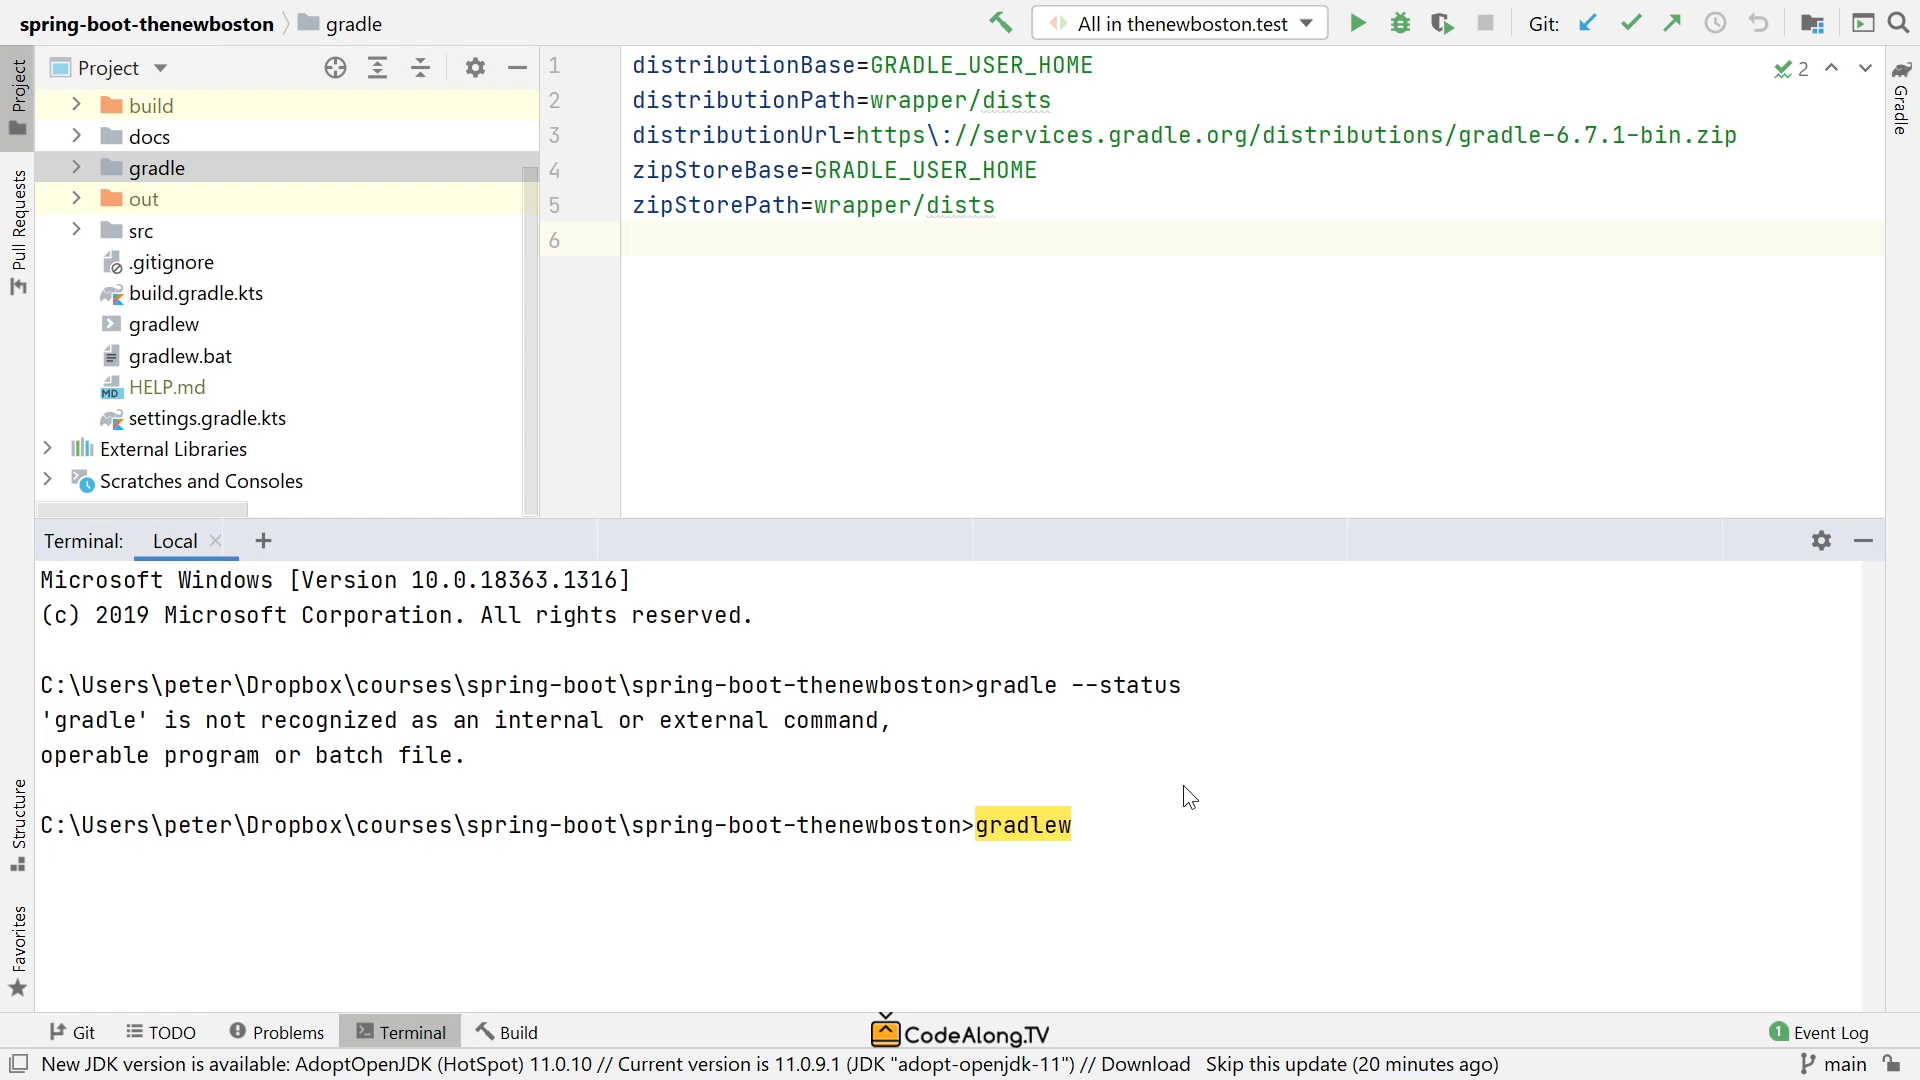 spring-boot-thenewboston gradle
All in thenewboston.test
Git:
Project
1 distributionBase=GRADLE_USER_HOME
2 distributionPath=wrapper/dists
3 distributionUrl=https\://services.gradle.org/distributions/gradle-6.7.1-bin.zip
4 zipStoreBase=GRADLE_USER_HOME
5 zipStorePath=wrapper/dists
6
2
Project
Pull Requests
Structure
Favorites
Gradle
build
docs
gradle
out
src
.gitignore
build.gradle.kts
gradlew
gradlew.bat
MD HELP.md
settings.gradle.kts
External Libraries
Scratches and Consoles
Terminal: Local
Microsoft Windows [Version 10.0.18363.1316]
(c) 2019 Microsoft Corporation. All rights reserved.
C:\Users\peter\Dropbox\courses\spring-boot\spring-boot-thenewboston>gradle --status
'gradle' is not recognized as an internal or external command,
operable program or batch file.
C:\Users\peter\Dropbox\courses\spring-boot\spring-boot-thenewboston>gradlew
Git TODO Problems Terminal Build
CodeAlong.TV
1 Event Log
New JDK version is available: AdoptOpenJDK (HotSpot) 11.0.10 // Current version is 11.0.9.1 (JDK "adopt-openjdk-11") // Download Skip this update (20 minutes ago)
main